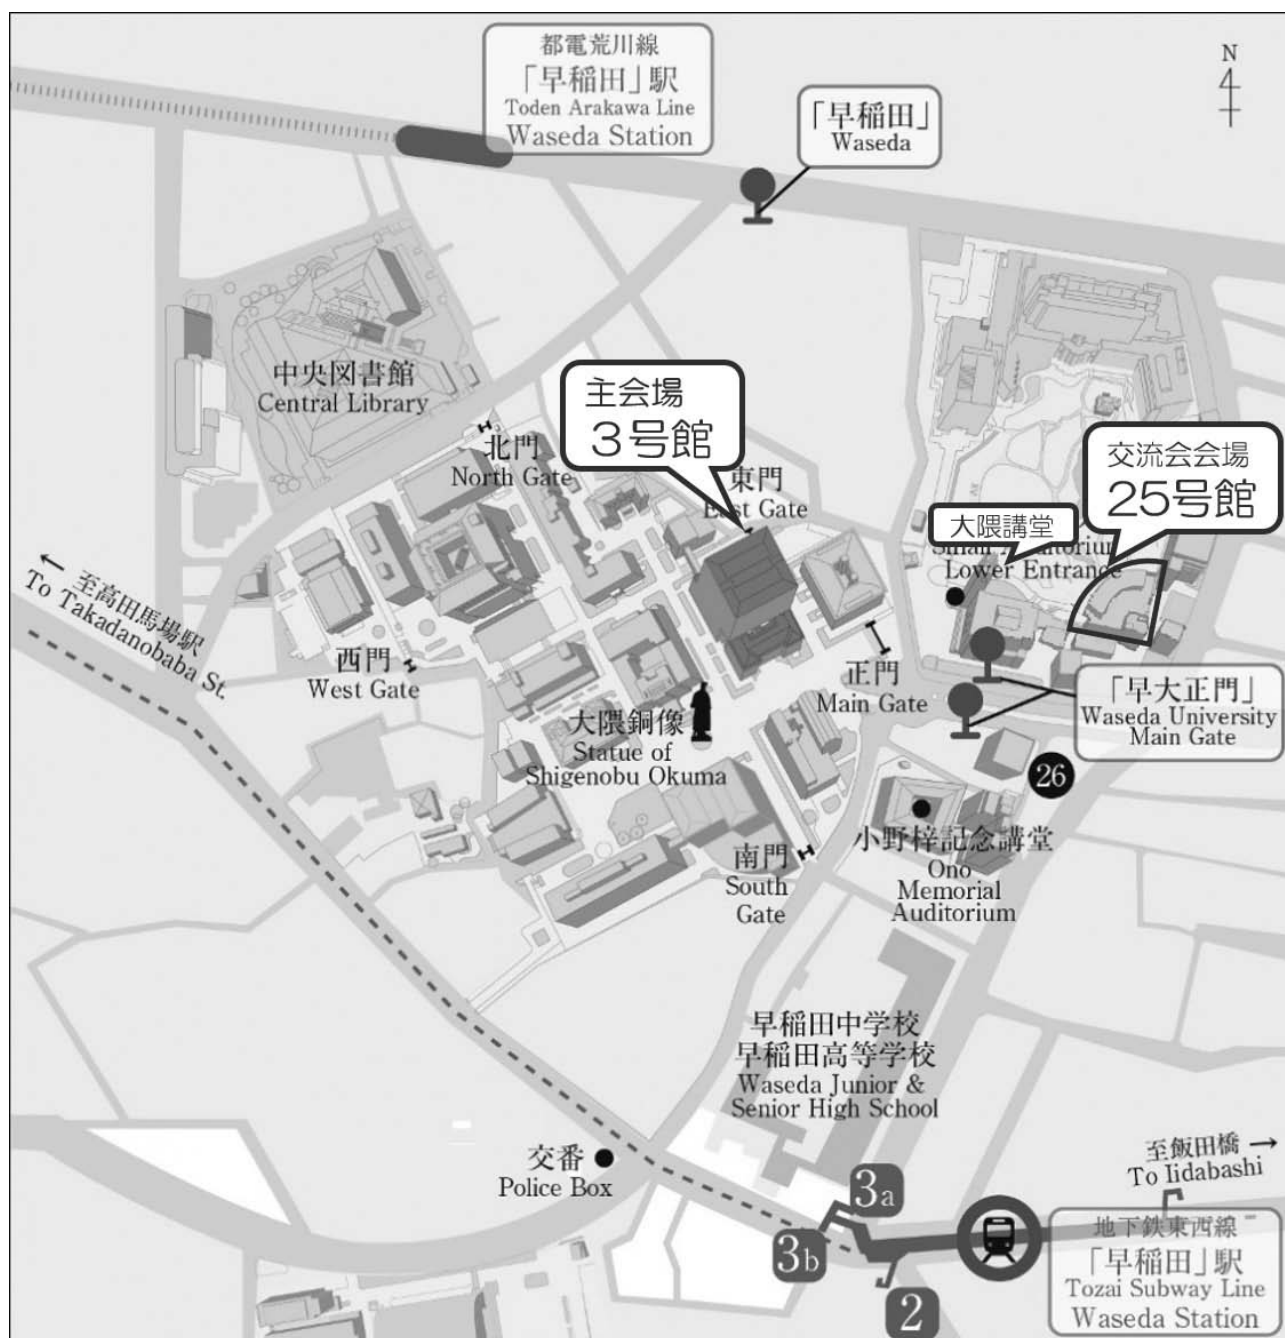 都電荒川線
「早稲田」駅
Toden Arakawa Line
Waseda Station
「早稲田」
Waseda
N
中央図書館
Central Library
主会場
3号館
北門
North Gate
東門
East Gate
交流会会場
25号館
大隈講堂
Small Auditorium
Lower Entrance
← 至高田馬場駅
To Takadanobaba St.
西門
West Gate
正門
Main Gate
「早大正門」
Waseda University
Main Gate
大隈銅像
Statue of
Shigenobu Okuma
26
小野梓記念講堂
Ono
Memorial
Auditorium
南門
South
Gate
早稲田中学校
早稲田高等学校
Waseda Junior &
Senior High School
交番
Police Box
至飯田橋 →
To Iidabashi
3a
3b
2
地下鉄東西線
「早稲田」駅
Tozai Subway Line
Waseda Station